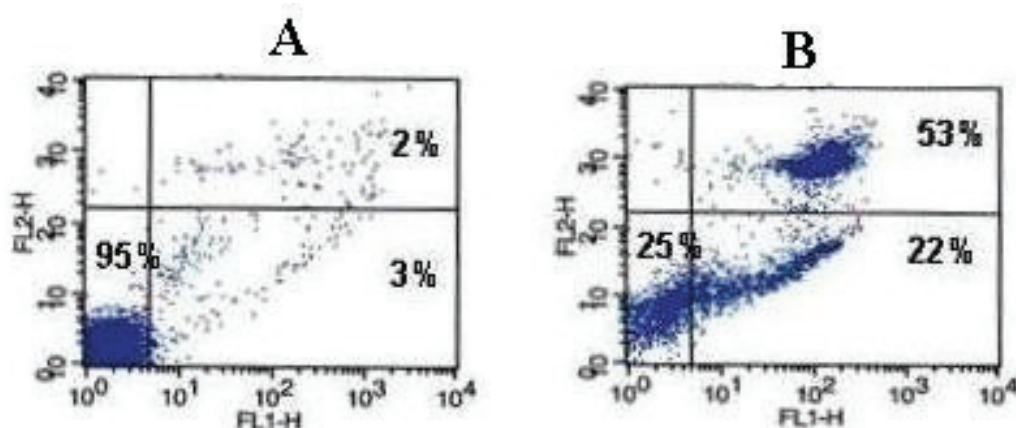 A
B
2%
53%
95%
3%
25%
22%
FL2-H
FL2-H
10⁰ 10¹ 10² 10³ 10⁴
10⁰ 10¹ 10² 10³ 10⁴
FL1-H
FL1-H